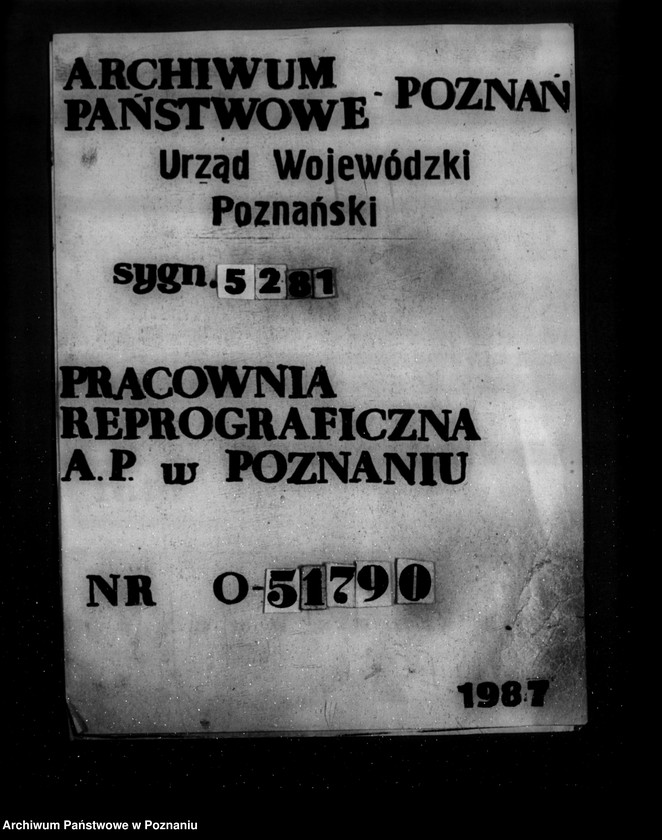 ARCHIWUM
PAŃSTWOWE - POZNAŃ
Urząd Wojewódzki
Poznański
sygn. 5281
PRACOWNIA
REPROGRAFICZNA
A.P. w POZNANIU
NR O-51790
1987
Archiwum Państwowe w Poznaniu